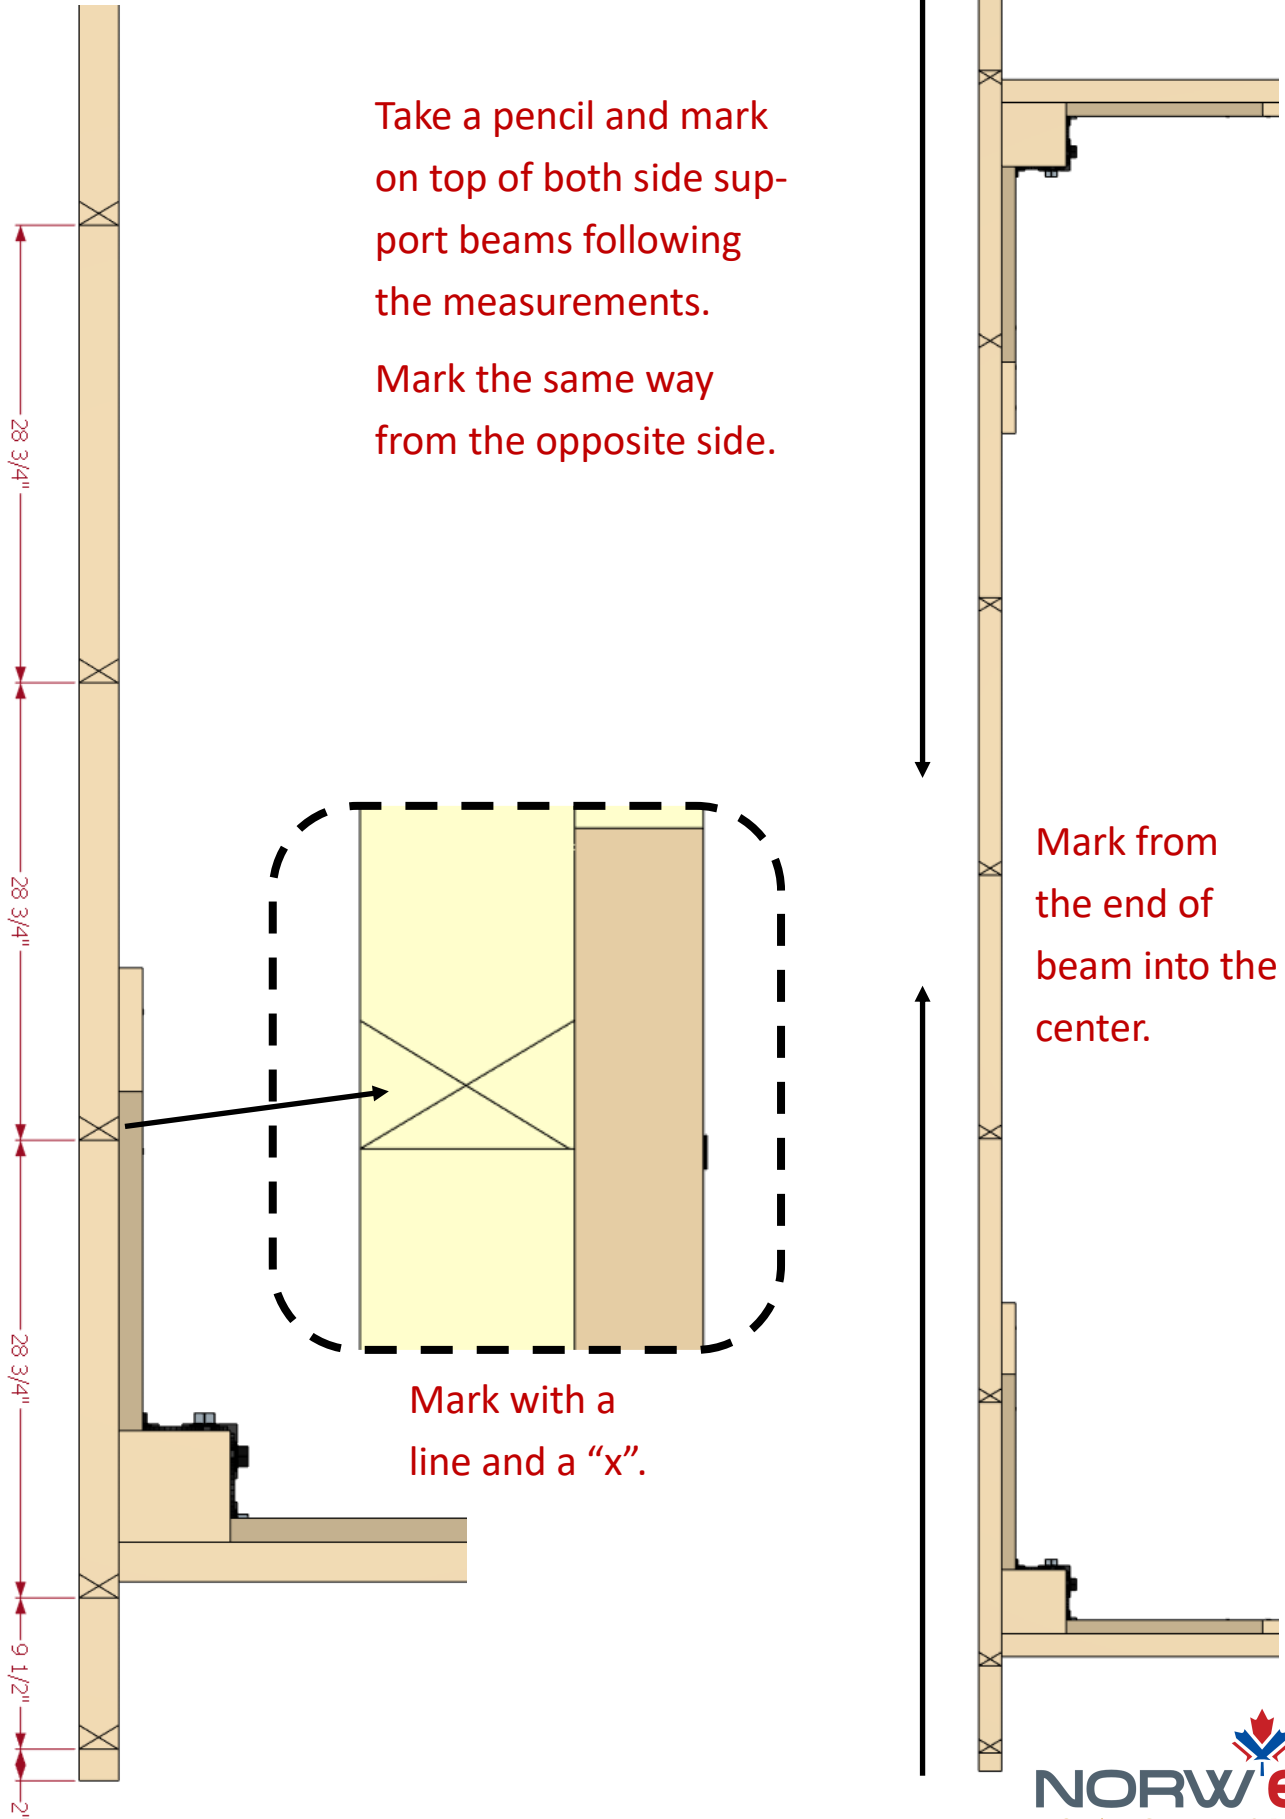 Take a pencil and mark
on top of both side sup-
port beams following
the measurements.
Mark the same way
from the opposite side.
28 3/4"
28 3/4"
28 3/4"
9 1/2"
2"
Mark with a
line and a “x”.
Mark from
the end of
beam into the
center.